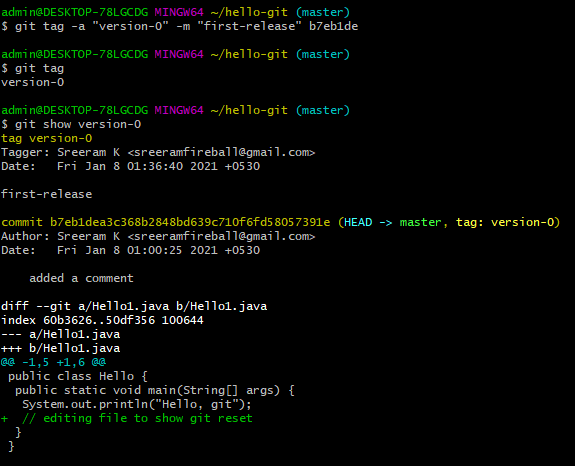 admin@DESKTOP-78LGCDG MINGW64 ~/hello-git (master)
$ git tag -a "version-0" -m "first-release" b7eb1de
admin@DESKTOP-78LGCDG MINGW64 ~/hello-git (master)
$ git tag
version-0
admin@DESKTOP-78LGCDG MINGW64 ~/hello-git (master)
$ git show version-0
tag version-0
Tagger: Sreeram K <sreeramfireball@gmail.com>
Date:   Fri Jan 8 01:36:40 2021 +0530
first-release
commit b7eb1dea3c368b2848bd639c710f6fd58057391e (HEAD -> master, tag: version-0)
Author: Sreeram K <sreeramfireball@gmail.com>
Date:   Fri Jan 8 01:00:25 2021 +0530
    added a comment
diff --git a/Hello1.java b/Hello1.java
index 60b3626..50df356 100644
--- a/Hello1.java
+++ b/Hello1.java
@@ -1,5 +1,6 @@
 public class Hello {
  public static void main(String[] args) {
   System.out.println("Hello, git");
+  // editing file to show git reset
  }
 }